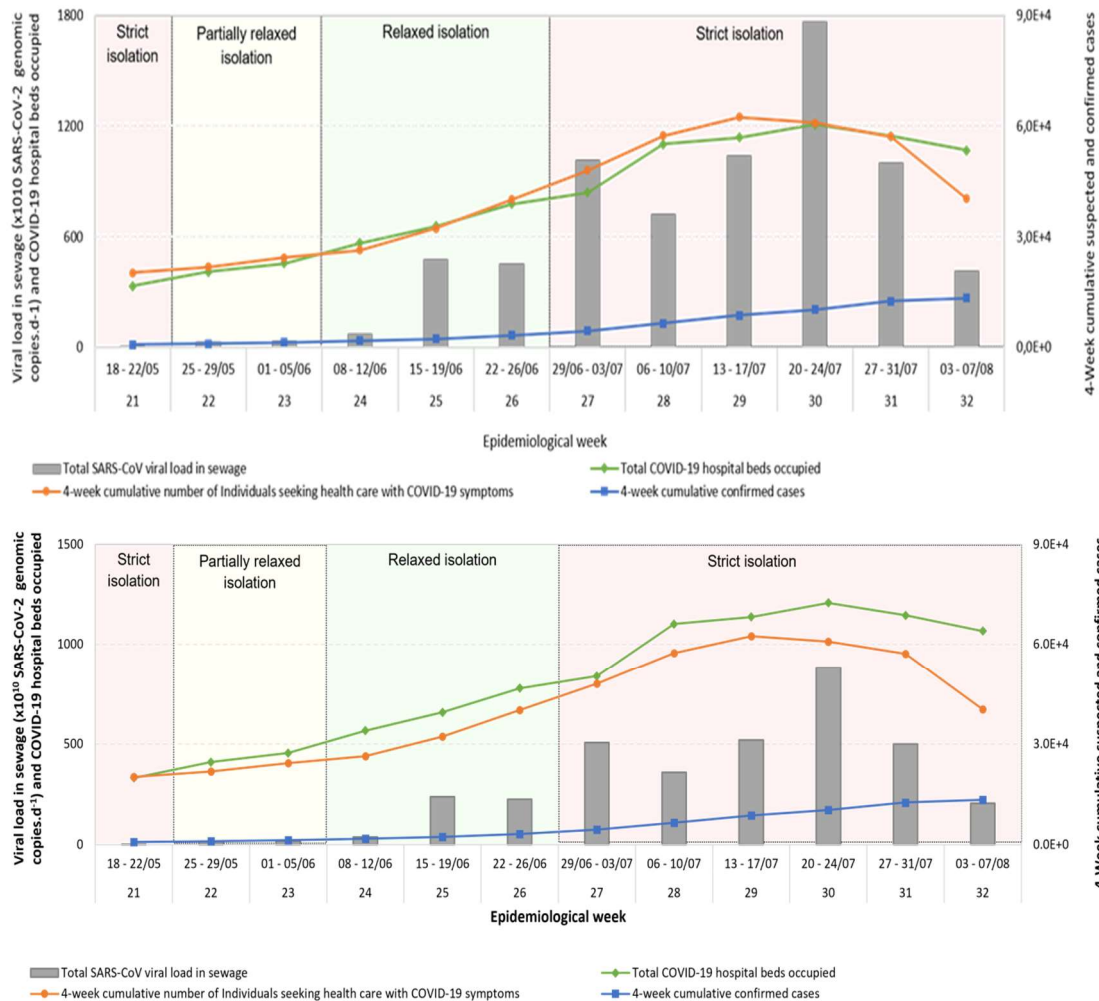 Viral load in sewage (x1010 SARS-CoV-2 genomic
copies.d-1) and COVID-19 hospital beds occupied
1800
1200
600
0
Strict
isolation
Partially relaxed
isolation
Relaxed isolation
Strict isolation
9,0E+4
6,0E+4
3,0E+4
0,0E+0
4-Week cumulative suspected and confirmed cases
18 - 22/05 25 - 29/05 01 - 05/06 08 - 12/06 15 - 19/06 22 - 26/06 29/06 - 03/07 06 - 10/07 13 - 17/07 20 - 24/07 27 - 31/07 03 - 07/08
21 22 23 24 25 26 27 28 29 30 31 32
Epidemiological week
Total SARS-CoV viral load in sewage
Total COVID-19 hospital beds occupied
4-week cumulative number of Individuals seeking health care with COVID-19 symptoms
4-week cumulative confirmed cases
Viral load in sewage (x10¹⁰ SARS-CoV-2 genomic
copies.d⁻¹) and COVID-19 hospital beds occupied)
1500
1000
500
0
Strict
isolation
Partially relaxed
isolation
Relaxed isolation
Strict isolation
9.0E+4
6.0E+4
3.0E+4
0.0E+0
4-Week cumulative suspected and confirmed cases
18 - 22/05 25 - 29/05 01 - 05/06 08 - 12/06 15 - 19/06 22 - 26/06 29/06 - 03/07 06 - 10/07 13 - 17/07 20 - 24/07 27 - 31/07 03 - 07/08
21 22 23 24 25 26 27 28 29 30 31 32
Epidemiological week
Total SARS-CoV viral load in sewage
Total COVID-19 hospital beds occupied
4-week cumulative number of Individuals seeking health care with COVID-19 symptoms
4-week cumulative confirmed cases